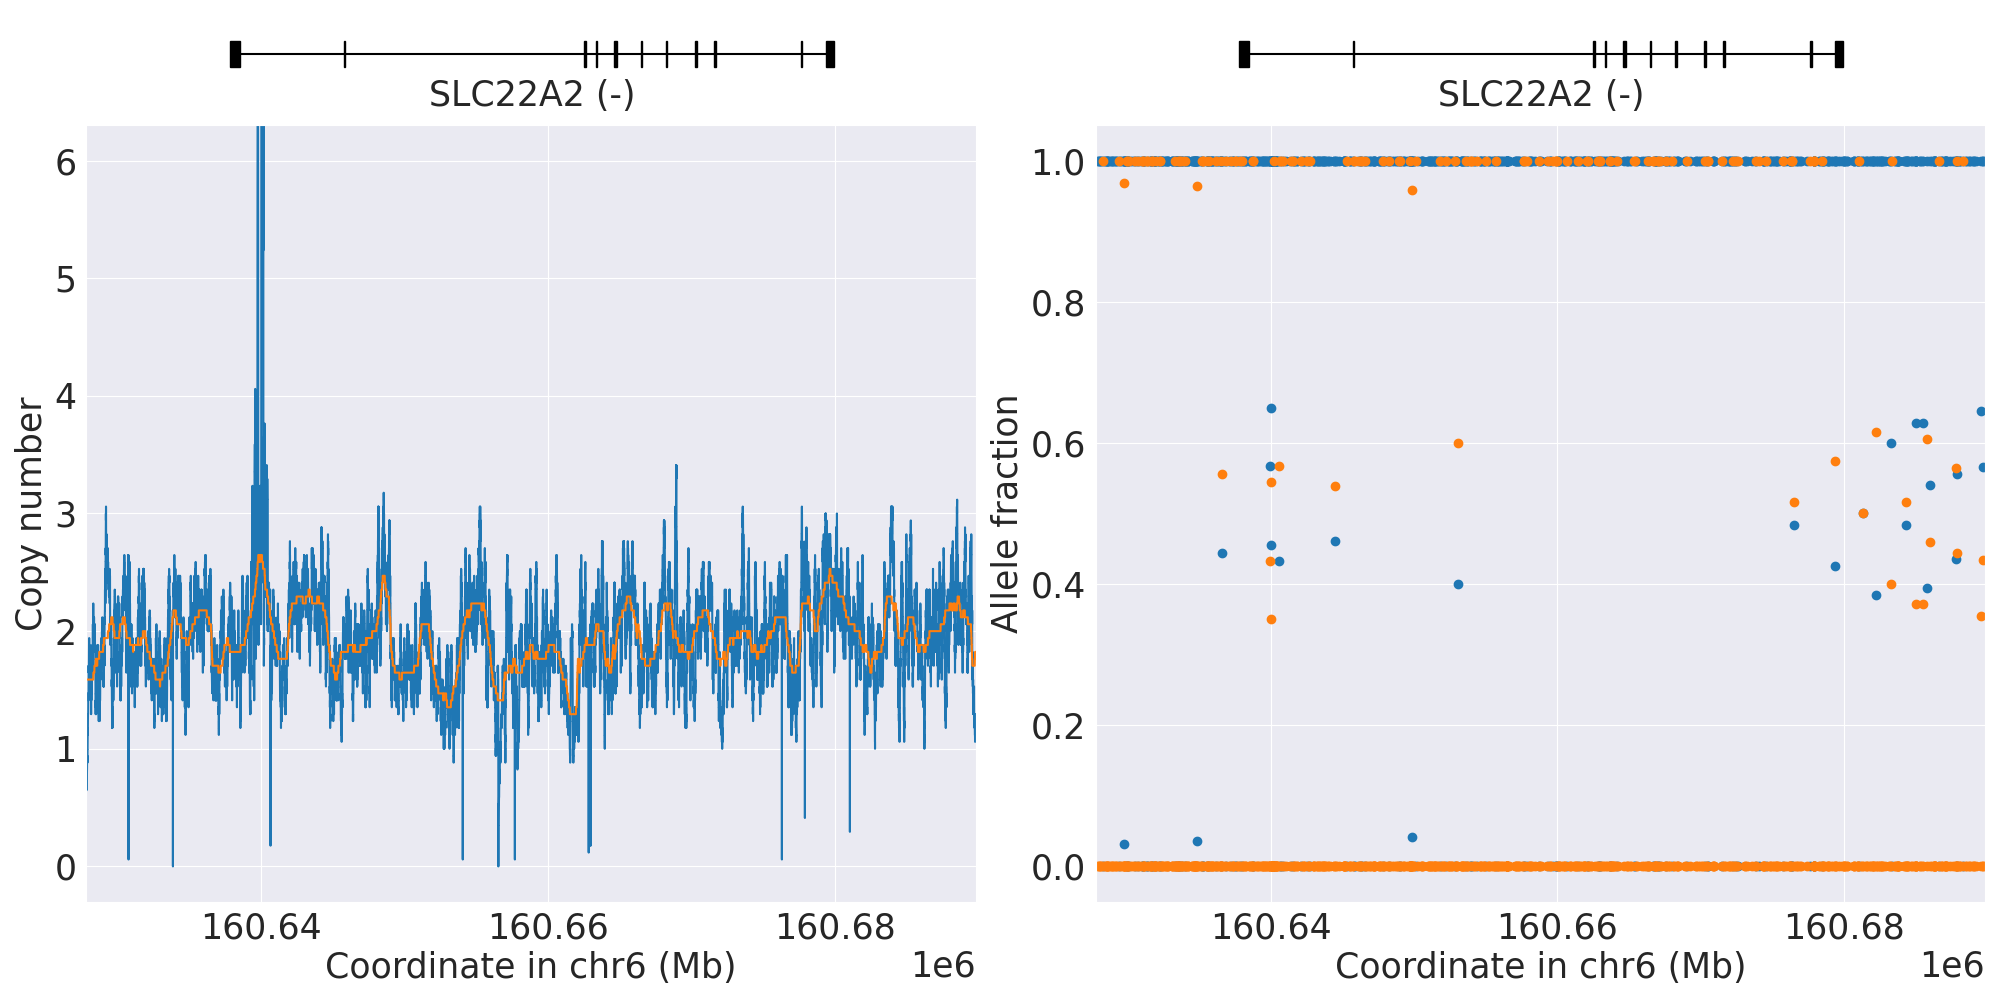 SLC22A2 (-)
6
5
4
3
2
1
0
Copy number
160.64
160.66
160.68
Coordinate in chr6 (Mb)
1e6
SLC22A2 (-)
1.0
0.8
0.6
0.4
0.2
0.0
Allele fraction
160.64
160.66
160.68
Coordinate in chr6 (Mb)
1e6